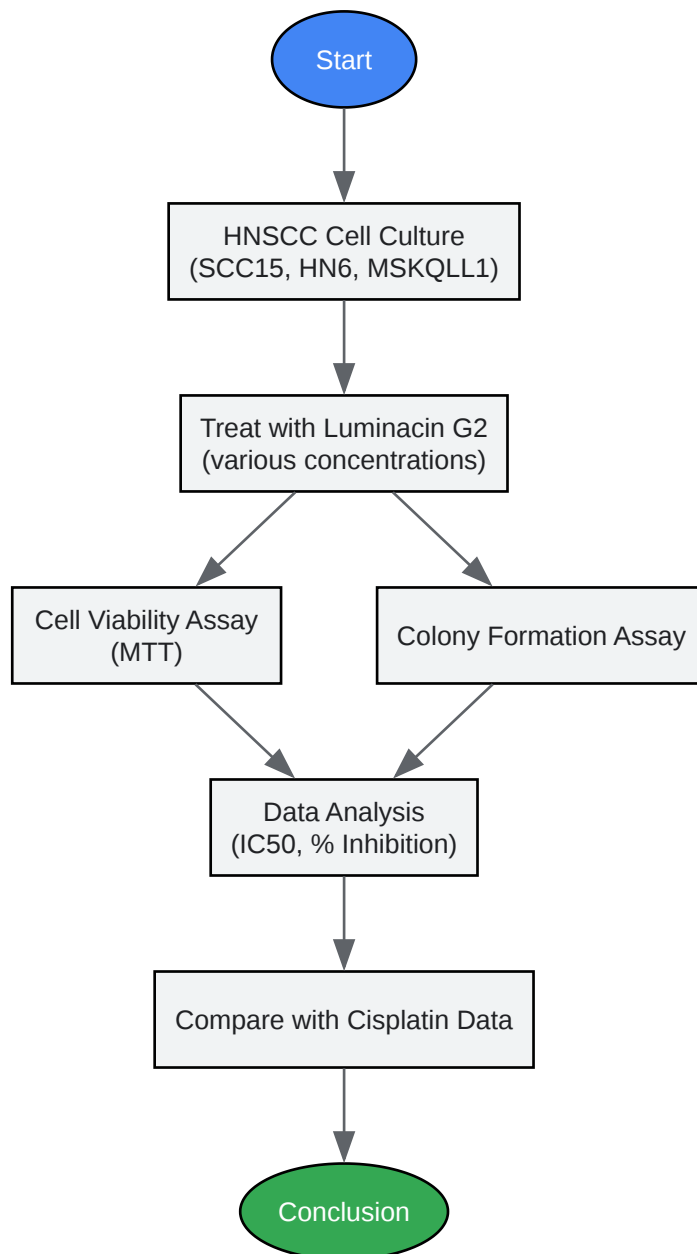 Start
HNSCC Cell Culture
(SCC15, HN6, MSKQLL1)
Treat with Luminacin G2
(various concentrations)
Cell Viability Assay
(MTT)
Colony Formation Assay
Data Analysis
(IC50, % Inhibition)
Compare with Cisplatin Data
Conclusion